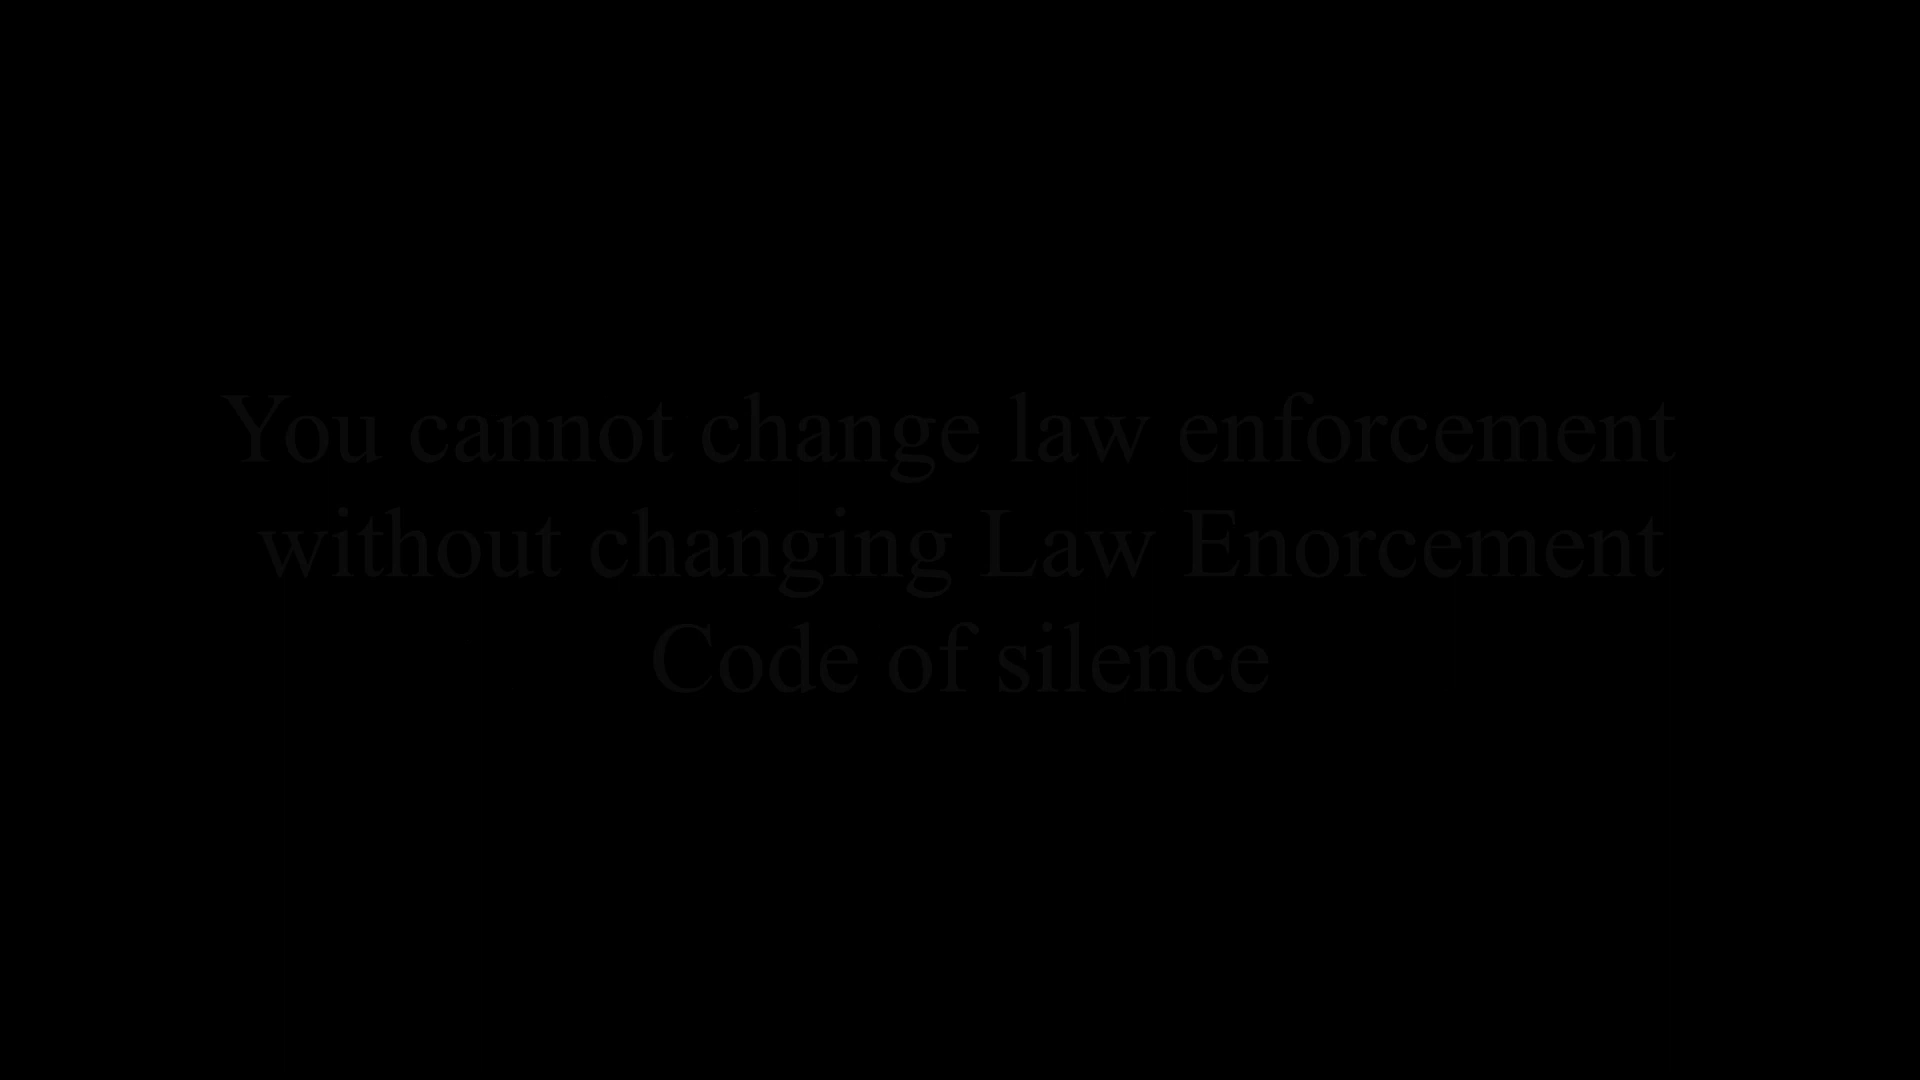 You cannot change law enforcement
without changing Law Enorcement
Code of silence